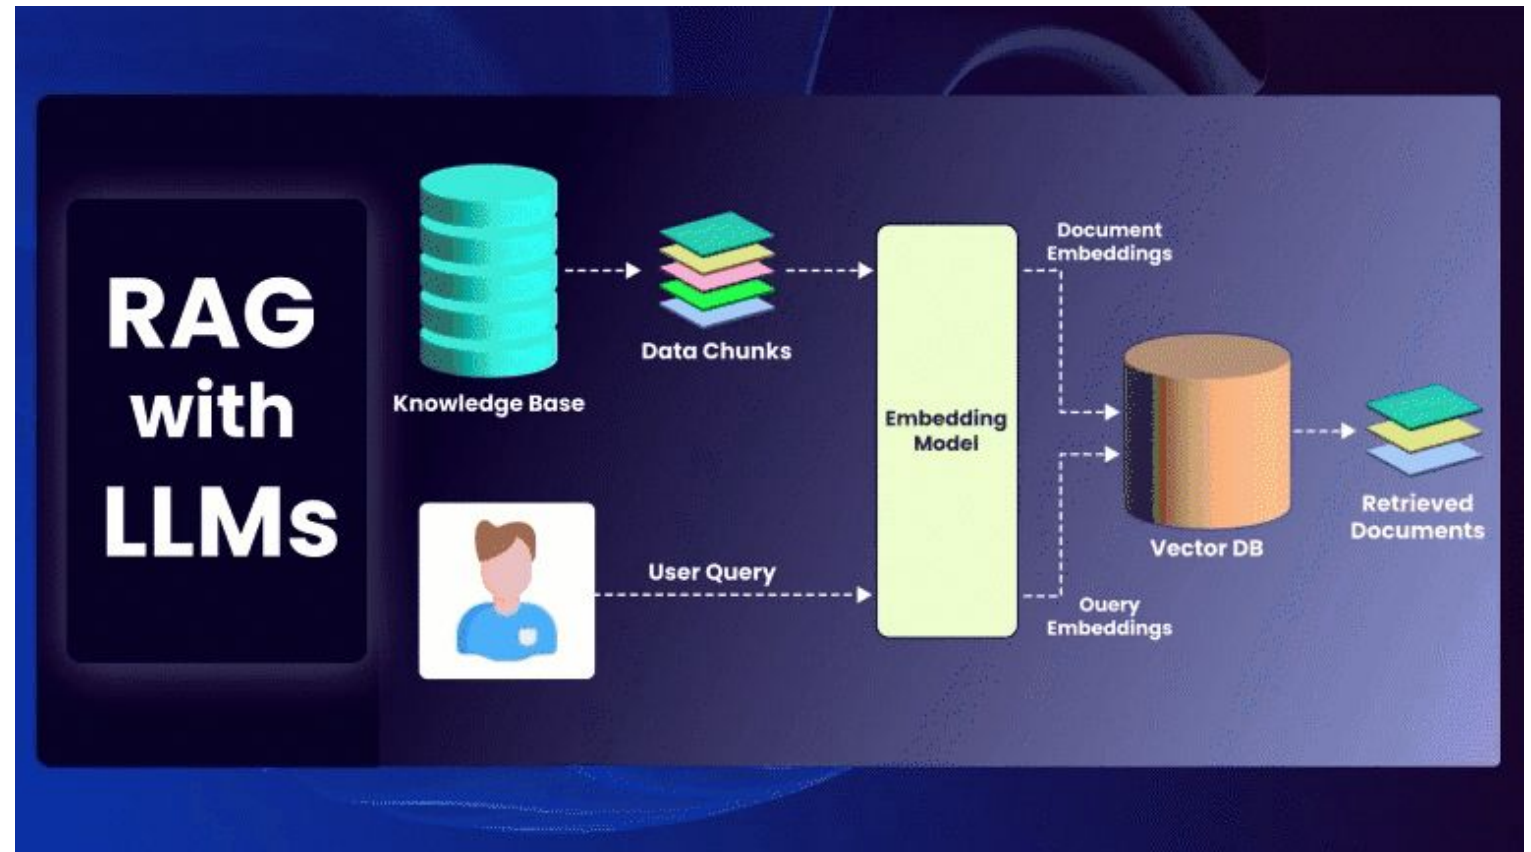 RAG
with
LLMs
Knowledge Base
Data Chunks
User Query
Embedding
Model
Document
Embeddings
Ouery
Embeddings
Vector DB
Retrieved
Documents